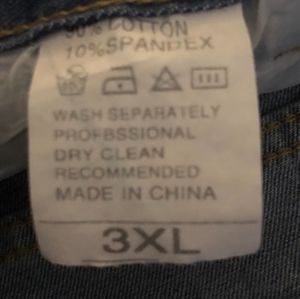 90% COTTON
10%SPANDEX
WASH SEPARATELY
PROFBSSIONAL
DRY CLEAN
RECOMMENDED
MADE IN CHINA
3XL